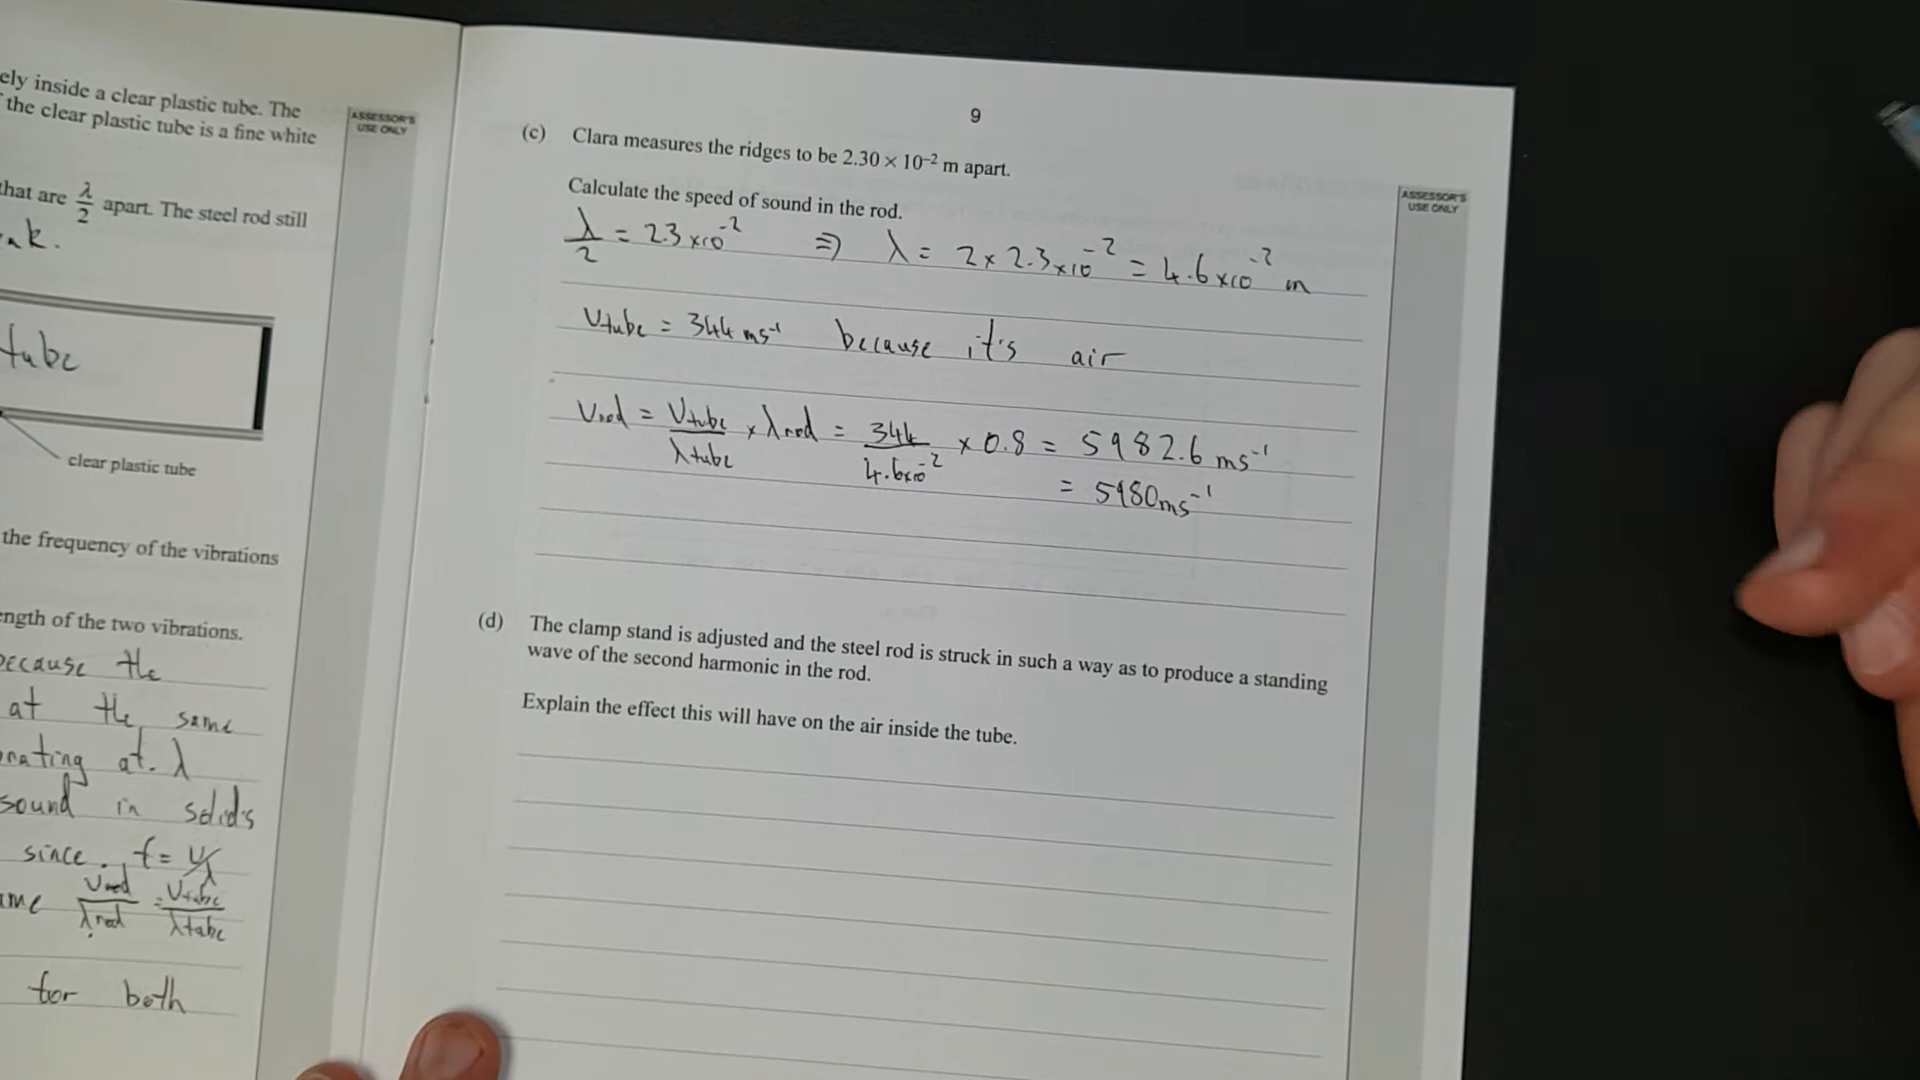 ely inside a clear plastic tube. The
the clear plastic tube is a fine white
that are λ/2 apart. The steel rod still
ak.
tube
clear plastic tube
the frequency of the vibrations
ength of the two vibrations.
because the
at the same
onating at. λ
sound in solids
since. f = v/λ
ame Vrod/λrod = Vtube/λtube
for both
ASSESSOR'S
USE ONLY
9
(c) Clara measures the ridges to be 2.30 × 10⁻² m apart.
Calculate the speed of sound in the rod.
λ/2 = 2.3 ×10⁻² ⇒ λ = 2 × 2.3 ×10⁻² = 4.6 ×10⁻² m
Vtube = 344 ms⁻¹ because it's air
Vrod = Vtube/λtube × λrod = 344/4.6×10⁻² × 0.8 = 5982.6 ms⁻¹
= 5980ms⁻¹
(d) The clamp stand is adjusted and the steel rod is struck in such a way as to produce a standing
wave of the second harmonic in the rod.
Explain the effect this will have on the air inside the tube.
ASSESSOR'S
USE ONLY